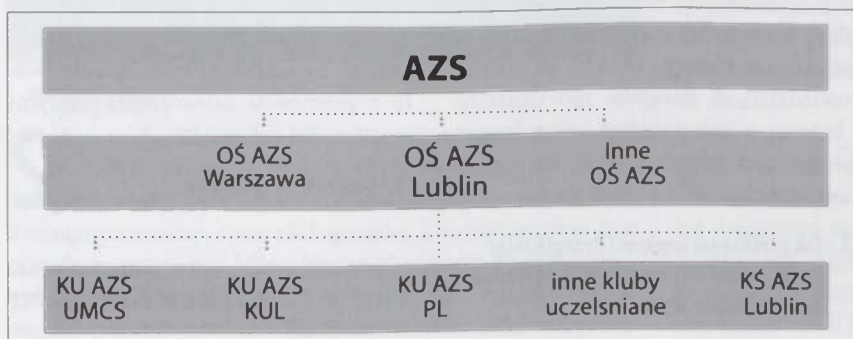 AZS
OŚ AZS
Warszawa
OŚ AZS
Lublin
Inne
OŚ AZS
KU AZS
UMCS
KU AZS
KUL
KU AZS
PL
inne kluby
uczelsniane
KŚ AZS
Lublin